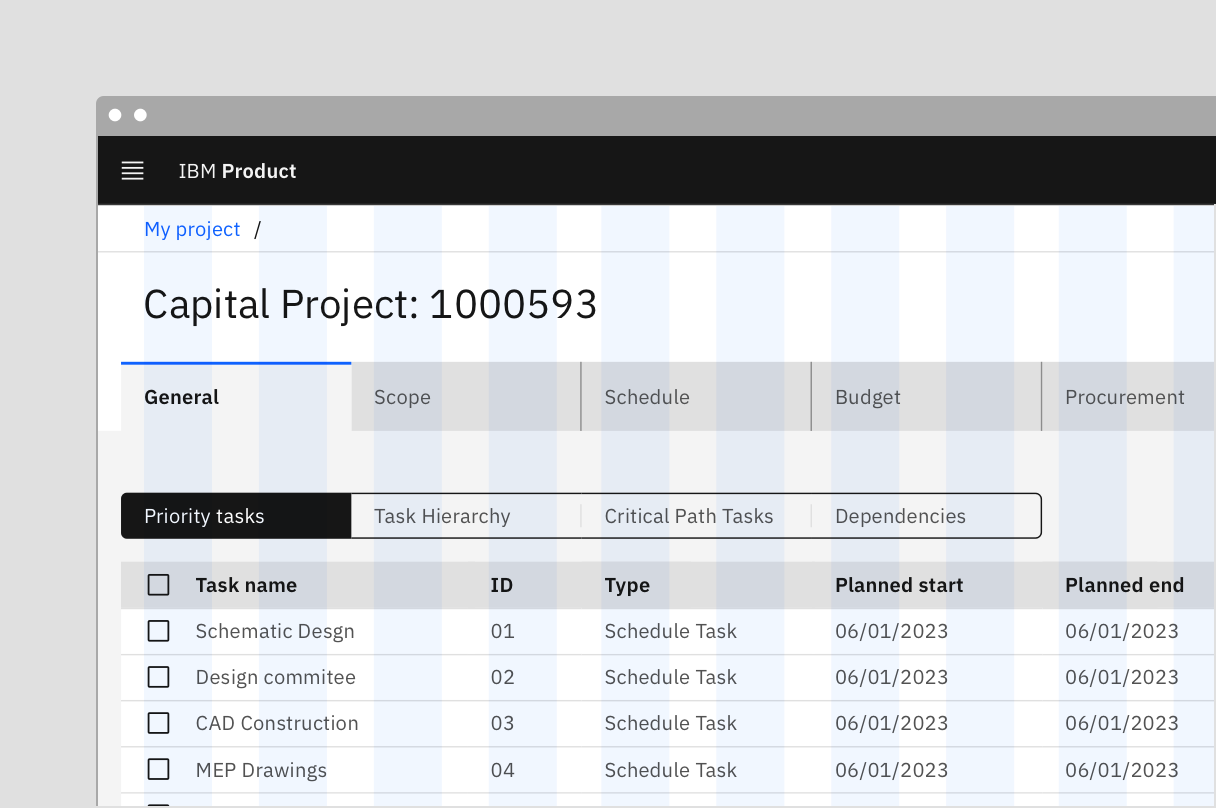 IBM Product
My project /
Capital Project: 1000593
General Scope Schedule Budget Procurement
Priority tasks Task Hierarchy Critical Path Tasks Dependencies
Task name ID Type Planned start Planned end
Schematic Desgn 01 Schedule Task 06/01/2023 06/01/2023
Design commitee 02 Schedule Task 06/01/2023 06/01/2023
CAD Construction 03 Schedule Task 06/01/2023 06/01/2023
MEP Drawings 04 Schedule Task 06/01/2023 06/01/2023